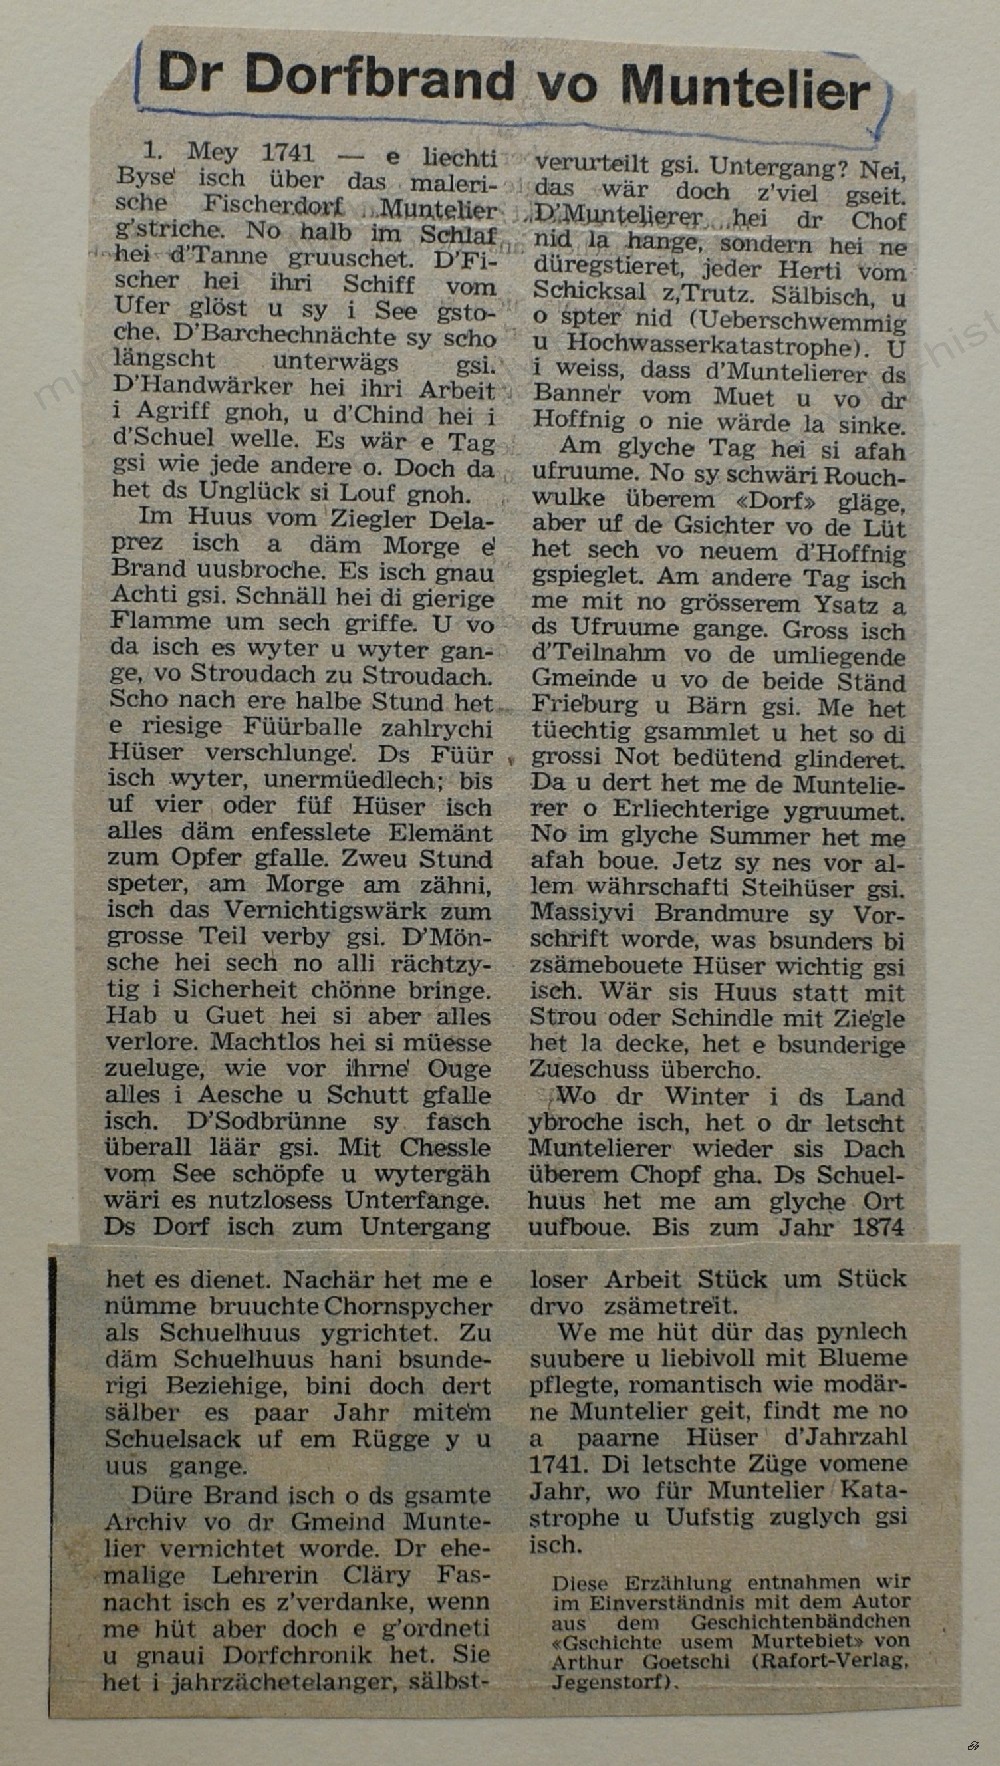 Dr Dorfbrand vo Muntelier
1. Mey 1741 — e liechti
Byse isch über das maleri-
sche Fischerdorf Muntelier
g'striche. No halb im Schlaf
hei d'Tanne gruuschet. D'Fi-
scher hei ihri Schiff vom
Ufer glöst u sy i See gsto-
che. D'Barchechnächte sy scho
längscht unterwägs gsi.
D'Handwärker hei ihri Arbeit
i Agriff gnoh, u d'Chind hei i
d'Schuel welle. Es wär e Tag
gsi wie jede andere o. Doch da
het ds Unglück si Louf gnoh.
Im Huus vom Ziegler Dela-
prez isch a däm Morge e
Brand uusbroche. Es isch gnau
Achti gsi. Schnäll hei di gierige
Flamme um sech griffe. U vo
da isch es wyter u wyter gan-
ge, vo Stroudach zu Stroudach.
Scho nach ere halbe Stund het
e riesige Füürballe zahlrychi
Hüser verschlunge. Ds Füür
isch wyter, unermüedlech; bis
uf vier oder füf Hüser isch
alles däm enfesslete Elemänt
zum Opfer gfalle. Zweu Stund
speter, am Morge am zähni,
isch das Vernichtigswärk zum
grosse Teil verby gsi. D'Mön-
sche hei sech no alli rächtzy-
tig i Sicherheit chönne bringe.
Hab u Guet hei si aber alles
verlore. Machtlos hei si müesse
zueluge, wie vor ihrne Ouge
alles i Aesche u Schutt gfalle
isch. D'Sodbrünne sy fasch
überall läär gsi. Mit Chessle
vom See schöpfe u wytergäh
wäri es nutzlosess Unterfange.
Ds Dorf isch zum Untergang
verurteilt gsi. Untergang? Nei,
das wär doch z'viel gseit.
D'Muntelierer hei dr Chof
nid la hange, sondern hei ne
düregstieret, jeder Herti vom
Schicksal z,Trutz. Sälbisch, u
o spter nid (Ueberschwemmig
u Hochwasserkatastrophe). U
i weiss, dass d'Muntelierer ds
Banner vom Muet u vo dr
Hoffnig o nie wärde la sinke.
Am glyche Tag hei si afah
ufruume. No sy schwäri Rouch-
wulke überem «Dorf» gläge,
aber uf de Gsichter vo de Lüt
het sech vo neuem d'Hoffnig
gspieglet. Am andere Tag isch
me mit no grösserem Ysatz a
ds Ufruume gange. Gross isch
d'Teilnahm vo de umliegende
Gmeinde u vo de beide Ständ
Frieburg u Bärn gsi. Me het
tüechtig gsammlet u het so di
grossi Not bedütend glinderet.
Da u dert het me de Muntelie-
rer o Erliechterige ygruumet.
No im glyche Summer het me
afah boue. Jetz sy nes vor al-
lem währschafti Steihüser gsi.
Massiyvi Brandmure sy Vor-
schrift worde, was bsunders bi
zsämebouete Hüser wichtig gsi
isch. Wär sis Huus statt mit
Strou oder Schindle mit Ziegle
het la decke, het e bsunderige
Zueschuss übercho.
Wo dr Winter i ds Land
ybroche isch, het o dr letscht
Muntelierer wieder sis Dach
überem Chopf gha. Ds Schuel-
huus het me am glyche Ort
uufboue. Bis zum Jahr 1874
het es dienet. Nachär het me e
nümme bruuchte Chornspycher
als Schuelhuus ygrichtet. Zu
däm Schuelhuus hani bsunde-
rigi Beziehige, bini doch dert
sälber es paar Jahr mitem
Schuelsack uf em Rügge y u
uus gange.
Düre Brand isch o ds gsamte
Archiv vo dr Gmeind Munte-
lier vernichtet worde. Dr ehe-
malige Lehrerin Cläry Fas-
nacht isch es z'verdanke, wenn
me hüt aber doch e g'ordneti
u gnaui Dorfchronik het. Sie
het i jahrzächetelanger, sälbst-
loser Arbeit Stück um Stück
drvo zsämetreit.
We me hüt dür das pynlech
suubere u liebivoll mit Blueme
pflegte, romantisch wie modär-
ne Muntelier geit, findt me no
a paarne Hüser d'Jahrzahl
1741. Di letschte Züge vomene
Jahr, wo für Muntelier Kata-
strophe u Uufstig zuglych gsi
isch.
Diese Erzählung entnahmen wir
im Einverständnis mit dem Autor
aus dem Geschichtenbändchen
«Gschichte usem Murtebiet» von
Arthur Goetschi (Rafort-Verlag,
Jegenstorf).